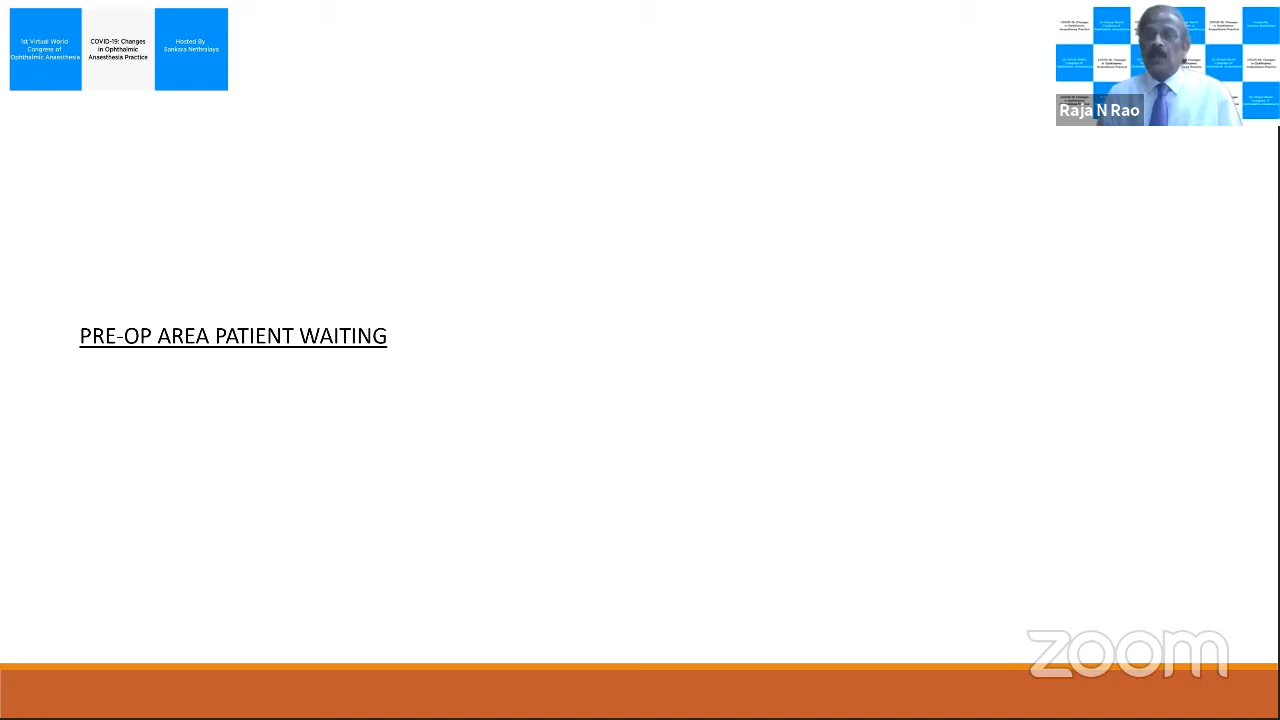 1st Virtual World
Congress of
Ophthalmic Anaesthesia
COVID-19: Changes
in Ophthalmic
Anaesthesia Practice
Hosted By
Sankara Nethralaya
Raja N Rao
PRE-OP AREA PATIENT WAITING
zoom